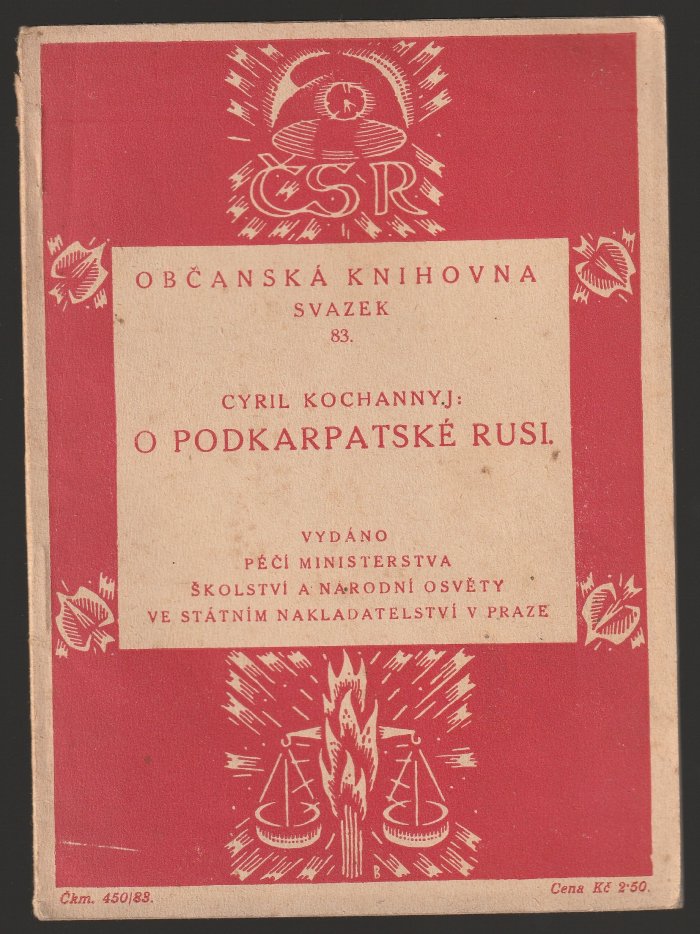 ČSR
OBČANSKÁ KNIHOVNA
SVAZEK
83.
CYRIL KOCHANNYJ:
O PODKARPATSKÉ RUSI.
VYDÁNO
PÉČÍ MINISTERSTVA
ŠKOLSTVÍ A NÁRODNÍ OSVĚTY
VE STÁTNÍM NAKLADATELSTVÍ V PRAZE
B
Čkm. 450/83.
Cena Kč 2·50.